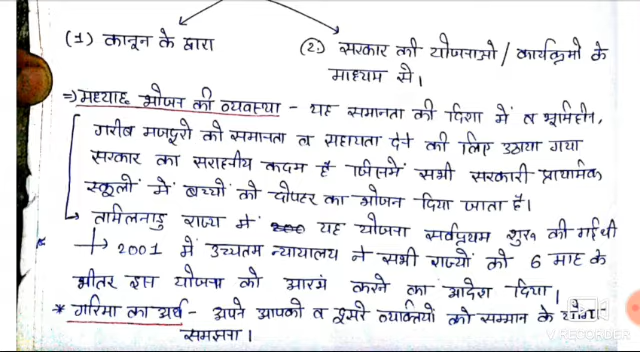 (1) कानून के द्वारा
(2) सरकार की योजनाओ / कार्यक्रमो के
माध्यम से।
⇒ मध्याह्न भोजन की व्यवस्था - यह समानता की दिशा में व भूमिहीन,
गरीब मजदूरो को समानता व सहायता देने की लिए उठाया गया
सरकार का सराहनीय कदम है जिसमें सभी सरकारी प्राथमिक
स्कूलों में बच्चों को दोपहर का भोजन दिया जाता है।
→ तामिलनाडु राज्य में यह योजना सर्वप्रथम शुरू की गई थी
→ 2001 में उच्चतम न्यायालय ने सभी राज्यों को 6 माह के
भीतर इस योजना को आरंभ करने का आदेश दिया।
* गरिमा का अर्थ - अपने आपको व दूसरे व्यक्तियो को सम्मान के
समझना।
V.RECORDER